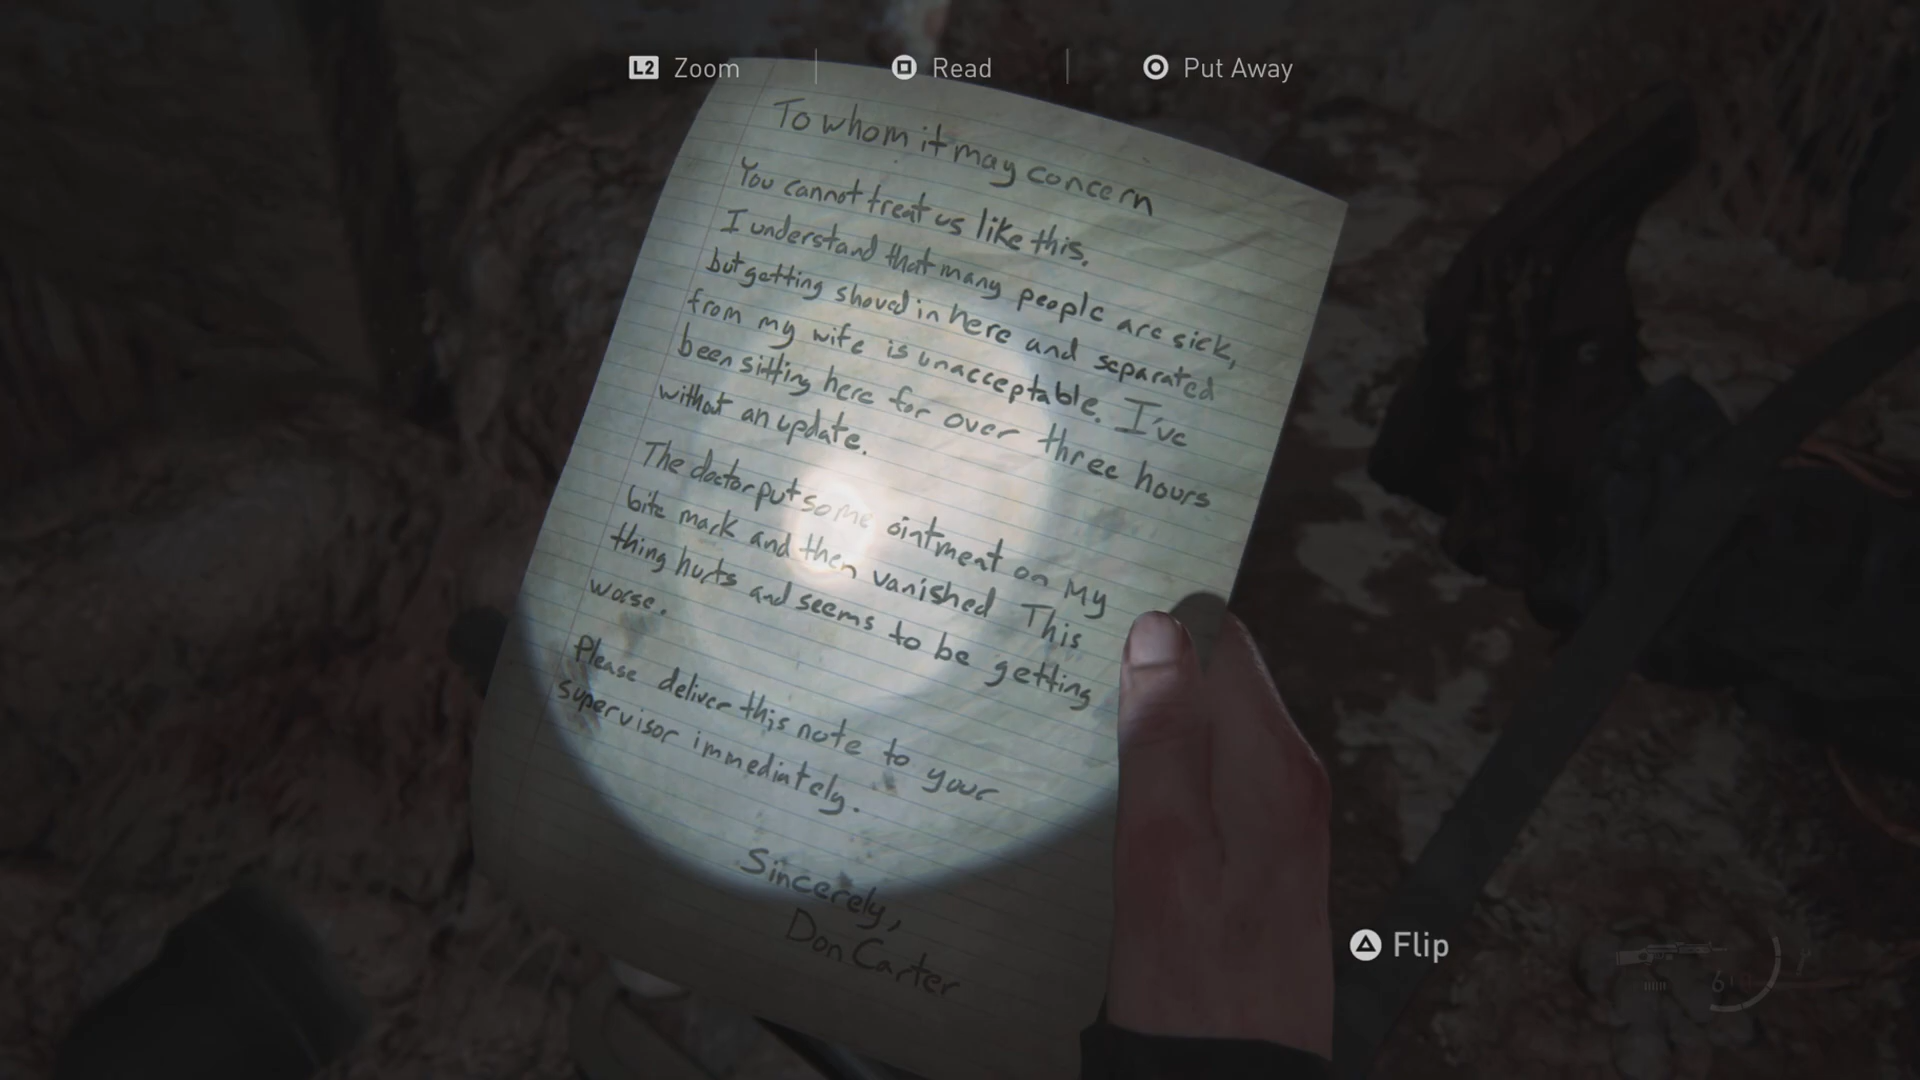 L2 Zoom Read Put Away
To whom it may concern
You cannot treat us like this.
I understand that many people are sick,
but getting shoved in here and separated
from my wife is unacceptable. I've
been sitting here for over three hours
without an update.
The doctor put some ointment on my
bite mark and then vanished This
thing hurts and seems to be getting
worse.
Please deliver this note to your
supervisor immediately.
Sincerely,
Don Carter
Flip
6